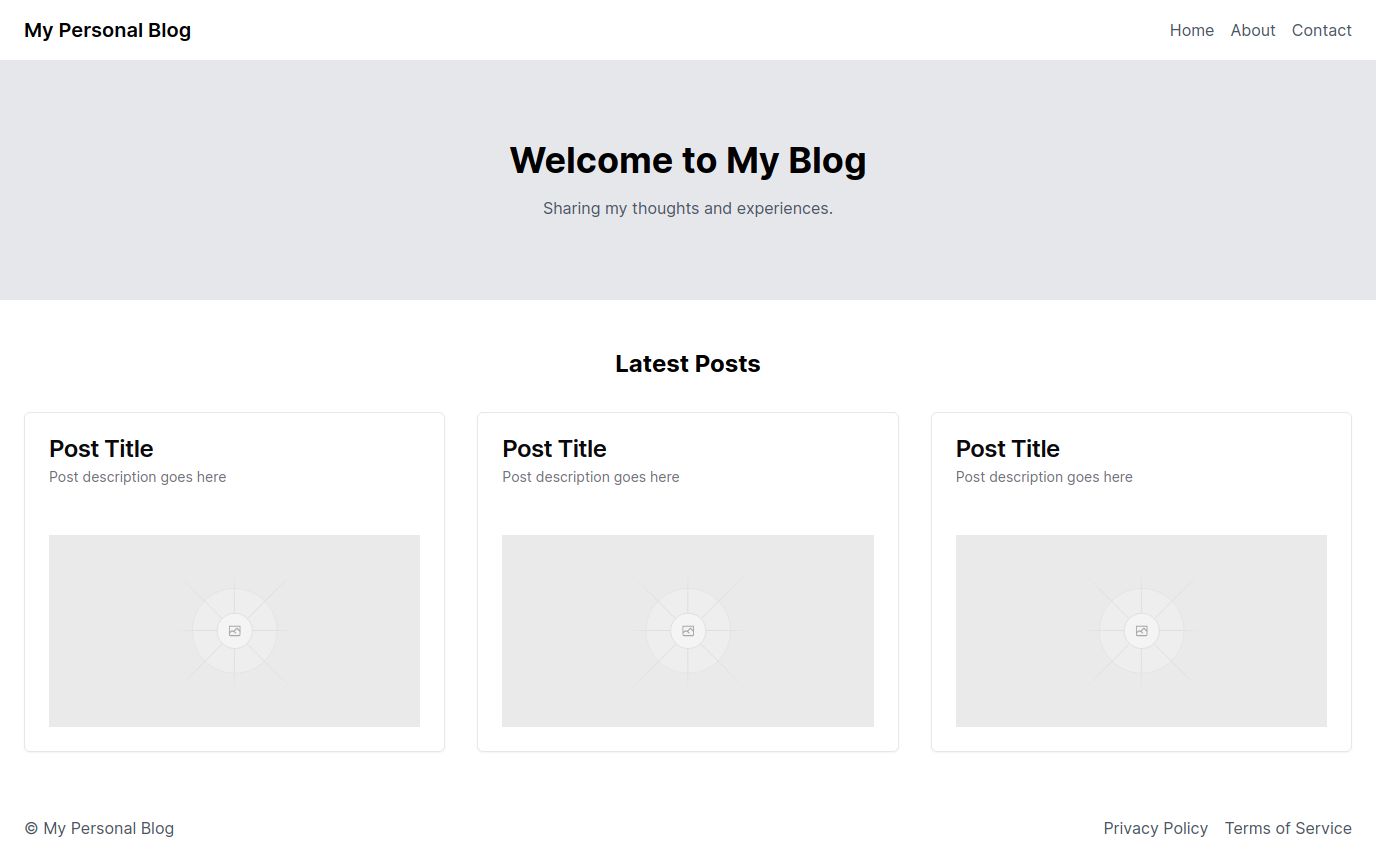 My Personal Blog
Home About Contact
Welcome to My Blog
Sharing my thoughts and experiences.
Latest Posts
Post Title
Post description goes here
Post Title
Post description goes here
Post Title
Post description goes here
© My Personal Blog
Privacy Policy Terms of Service